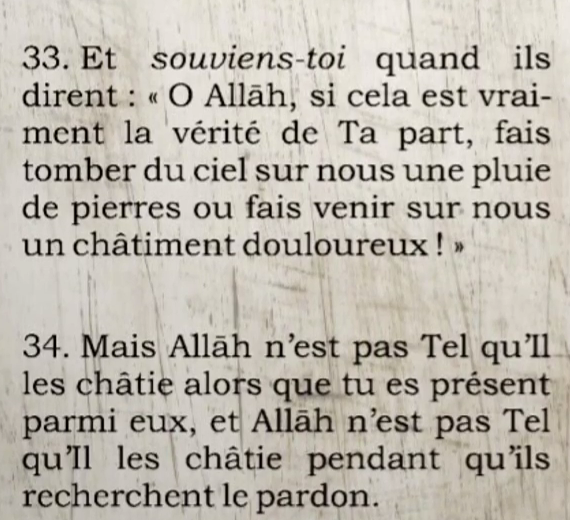 33. Et souviens-toi quand ils
dirent : « O Allāh, si cela est vrai-
ment la vérité de Ta part, fais
tomber du ciel sur nous une pluie
de pierres ou fais venir sur nous
un châtiment douloureux ! »
34. Mais Allāh n’est pas Tel qu’Il
les châtie alors que tu es présent
parmi eux, et Allāh n’est pas Tel
qu’Il les châtie pendant qu’ils
recherchent le pardon.